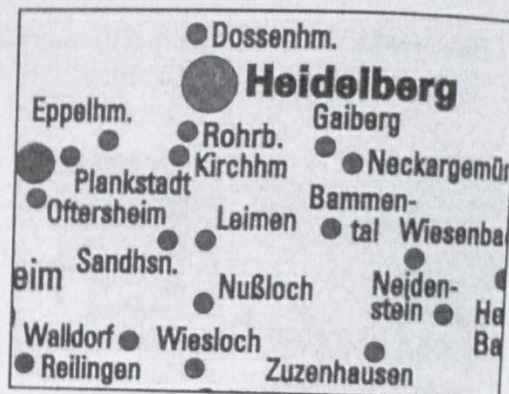 Dossenhm.
Heidelberg
Eppelhm.
Rohrb.
Gaiberg
Kirchhm
Neckargemür
Plankstadt
Oftersheim
Leimen
Bammen-
tal
Wiesenba
Sandhsn.
eim
Nußloch
Neiden-
stein
He
Ba
Walldorf
Wiesloch
Reilingen
Zuzenhausen